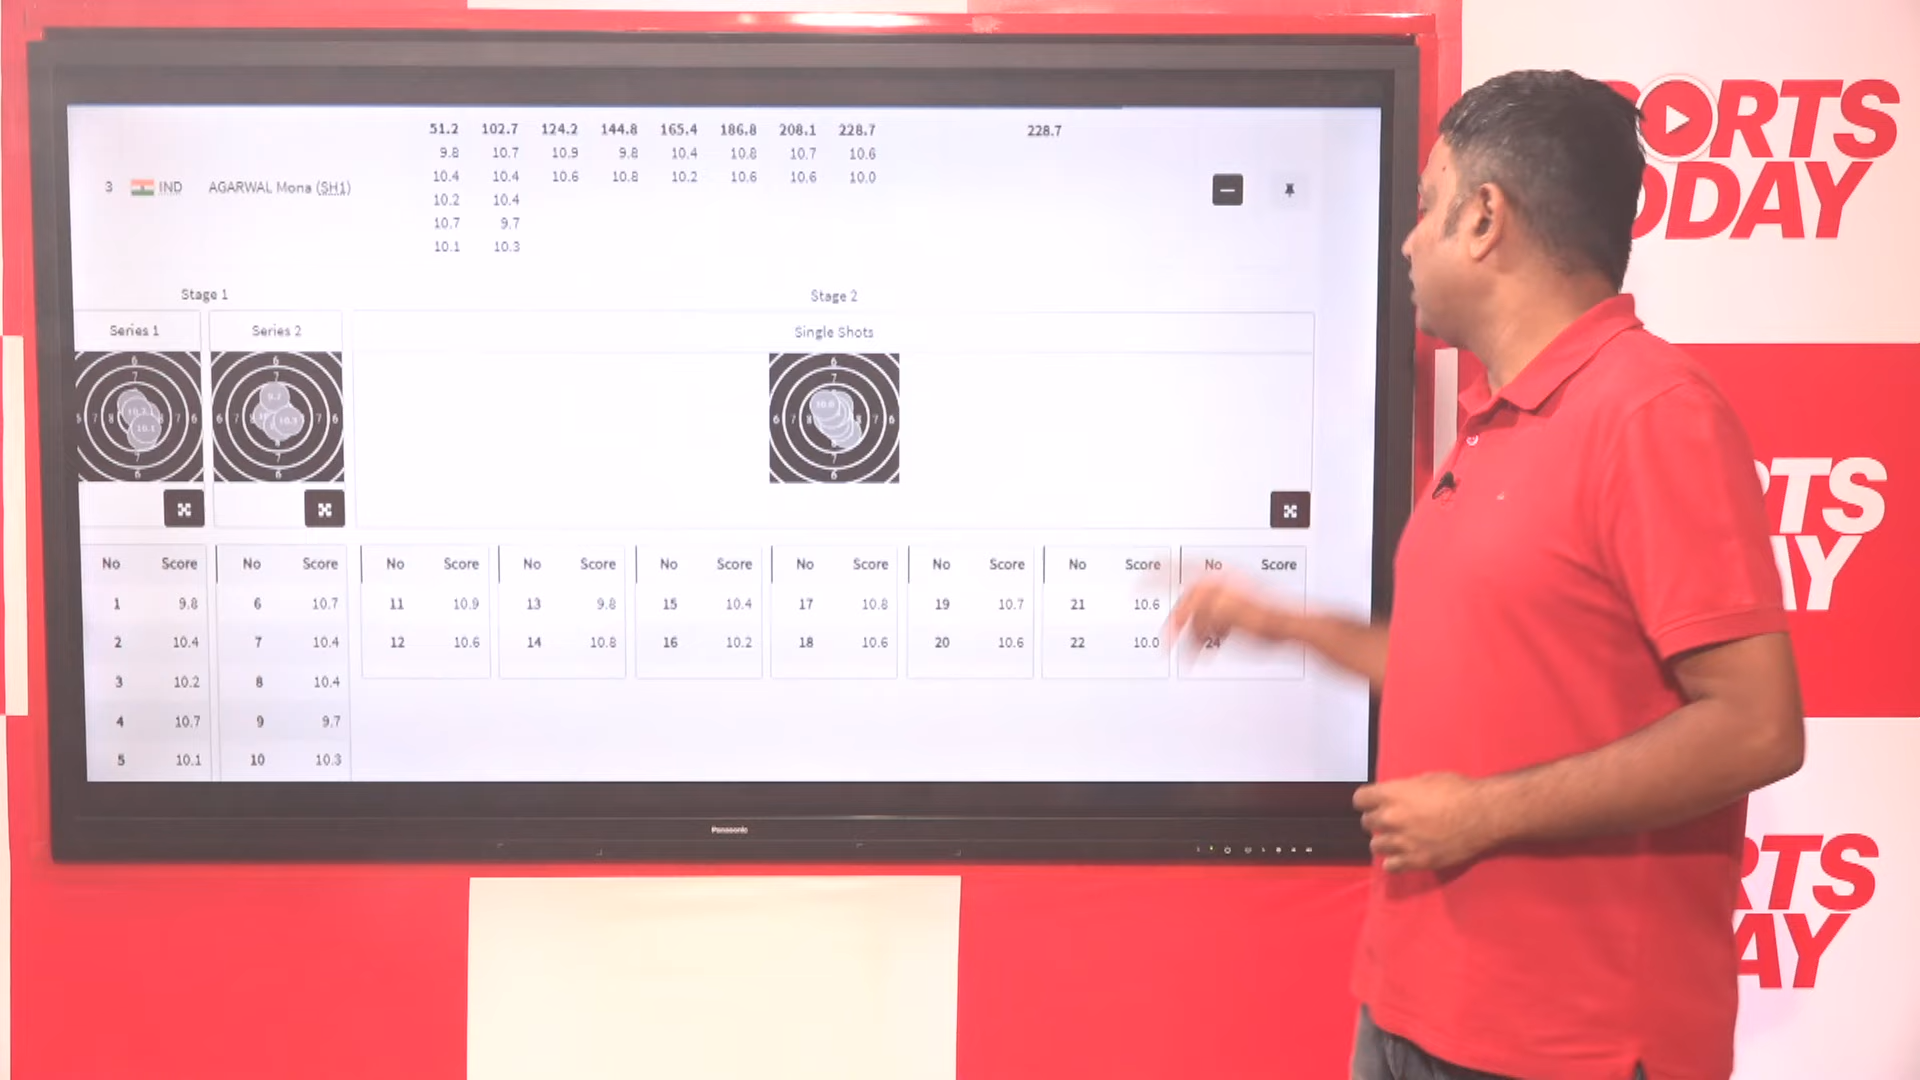 51.2 102.7 124.2 144.8 165.4 186.8 208.1 228.7 228.7
9.8 10.7 10.9 9.8 10.4 10.8 10.7 10.6
10.4 10.4 10.6 10.8 10.2 10.6 10.6 10.0
3 IND AGARWAL Mona (SH1)
10.2 10.4
10.7 9.7
10.1 10.3
Stage 1 Stage 2
Series 1 Series 2 Single Shots
No Score No Score No Score No Score No Score No Score No Score No Score No Score
1 9.8 6 10.7 11 10.9 13 9.8 15 10.4 17 10.8 19 10.7 21 10.6
2 10.4 7 10.4 12 10.6 14 10.8 16 10.2 18 10.6 20 10.6 22 10.0 24
3 10.2 8 10.4
4 10.7 9 9.7
5 10.1 10 10.3
Panasonic
ORTS
ODAY
TS
AY
RTS
AY